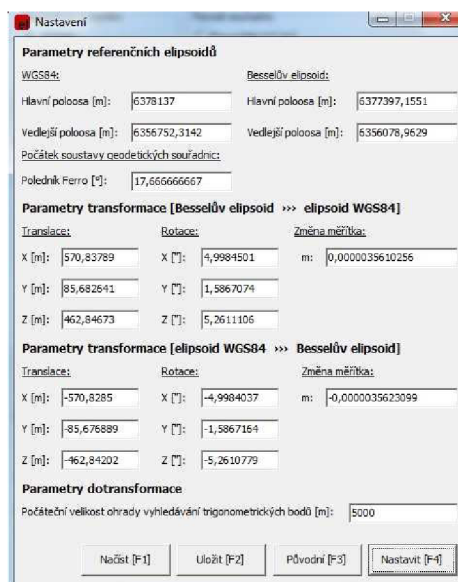 Nastavení
Parametry referenčních elipsoidů
WGS84: Besselův elipsoid:
Hlavní poloosa [m]: 6378137 Hlavní poloosa [m]: 6377397,1551
Vedlejší poloosa [m]: 6356752,3142 Vedlejší poloosa [m]: 6356078,9629
Počátek soustavy geodetických souřadnic:
Poledník Ferro [°]: 17,666666667
Parametry transformace [Besselův elipsoid >>> elipsoid WGS84]
Translace: Rotace: Změna měřítka:
X [m]: 570,83789 X ["]: 4,9984501 m: 0,0000035610256
Y [m]: 85,682641 Y ["]: 1,5867074
Z [m]: 462,84673 Z ["]: 5,2611106
Parametry transformace [elipsoid WGS84 >>> Besselův elipsoid]
Translace: Rotace: Změna měřítka:
X [m]: -570,8285 X ["]: -4,9984037 m: -0,0000035623099
Y [m]: -85,676889 Y ["]: -1,5867164
Z [m]: -462,84202 Z ["]: -5,2610779
Parametry dotransformace
Počáteční velikost ohrady vyhledávání trigonometrických bodů [m]: 5000
Načíst [F1] Uložit [F2] Původní [F3] Nastavit [F4]